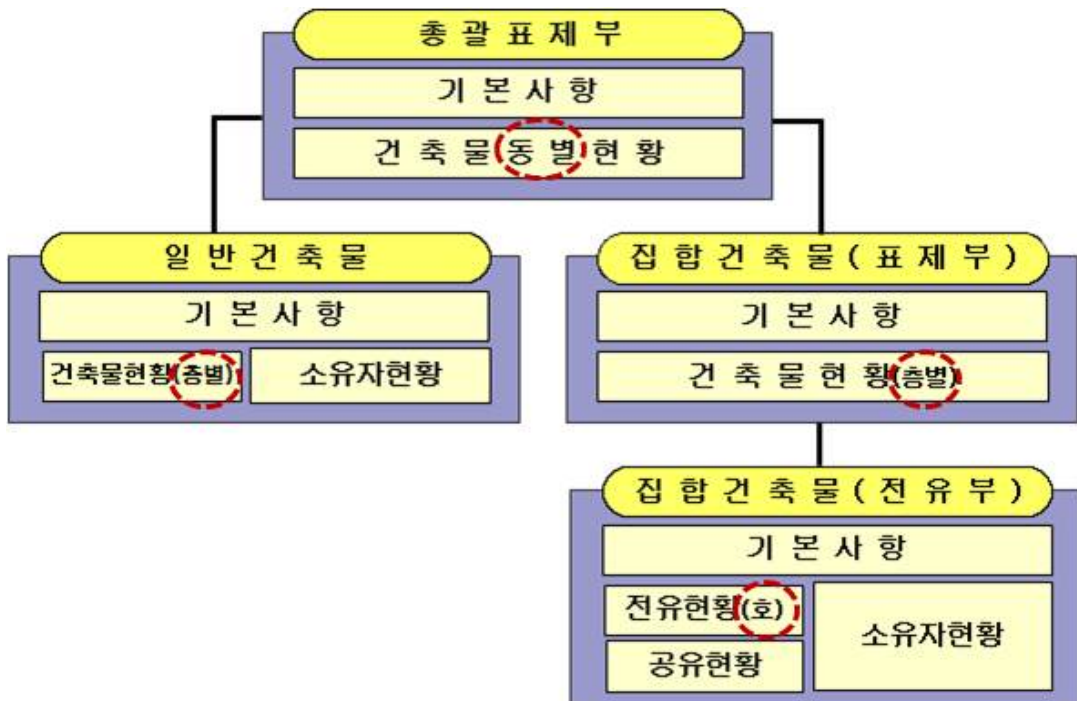 총괄표제부
기본사항
건축물동별현황
일반건축물
기본사항
건축물현황(층별)
소유자현황
집합건축물(표제부)
기본사항
건축물현황(층별)
집합건축물(전유부)
기본사항
전유현황(호)
공유현황
소유자현황